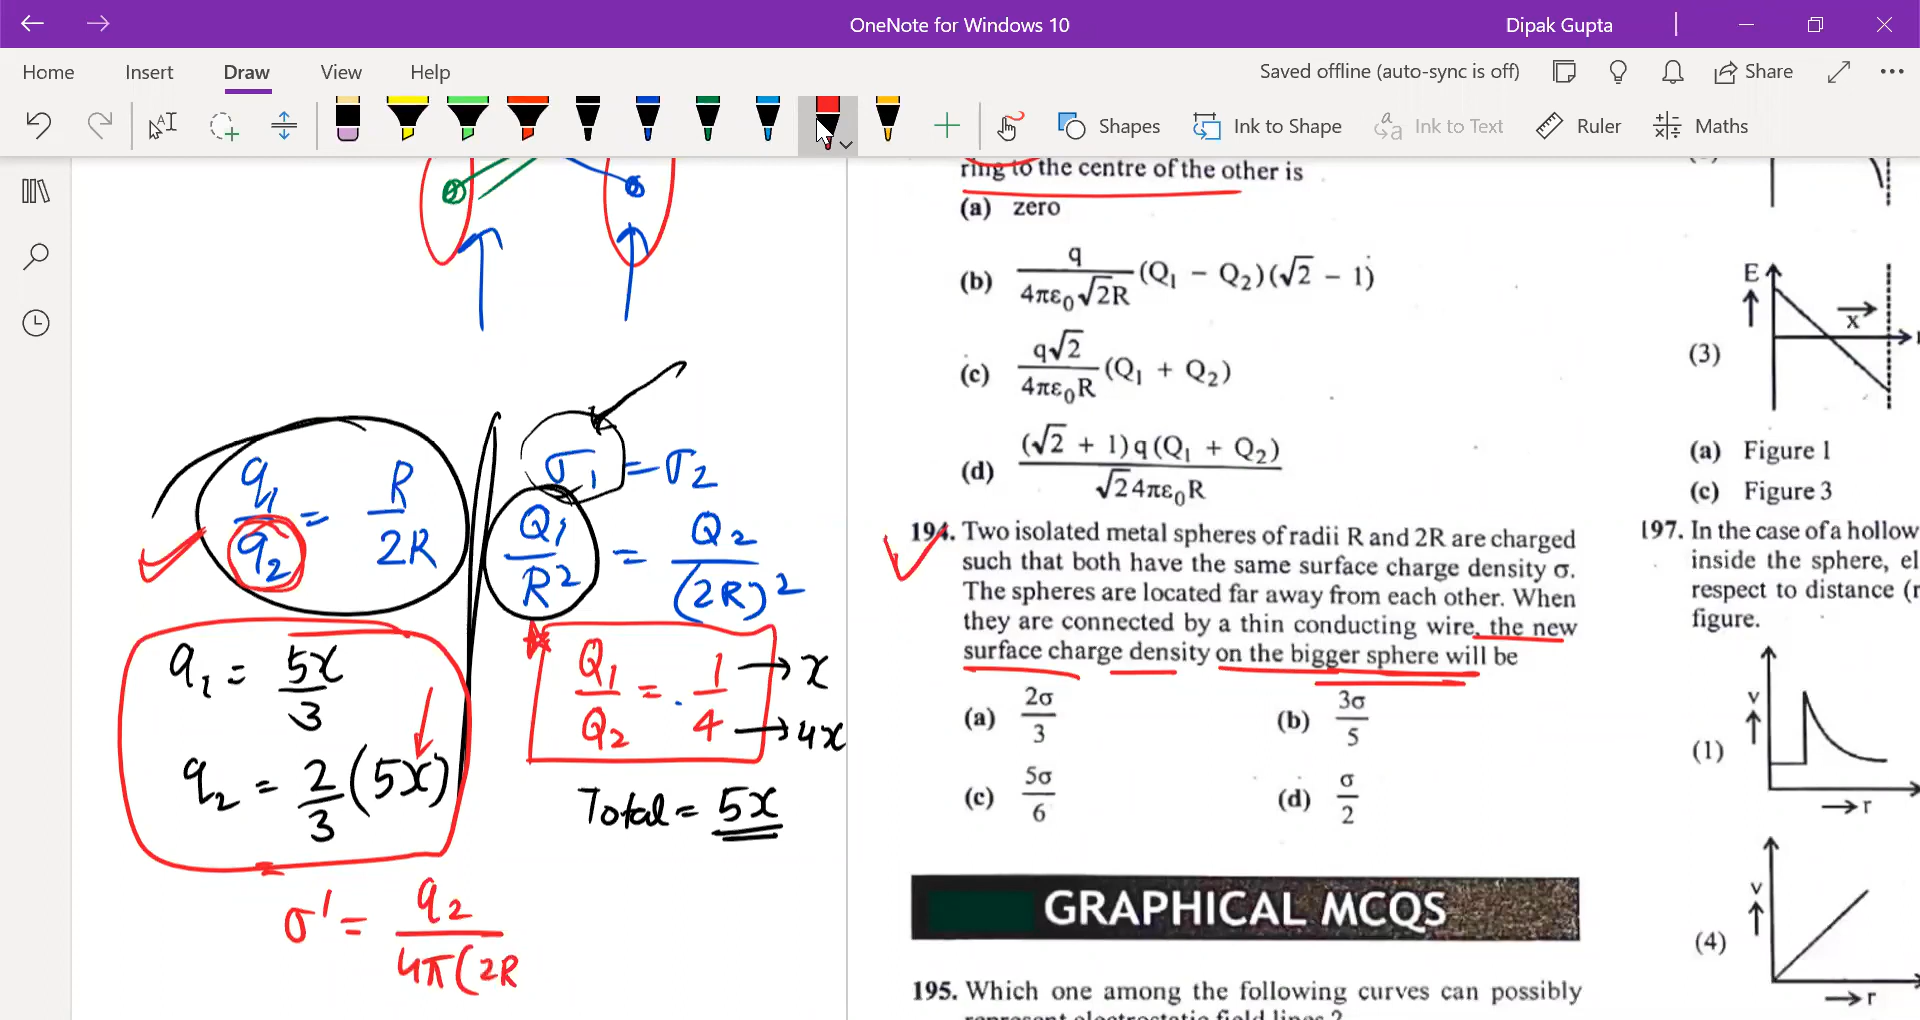 OneNote for Windows 10
Dipak Gupta
Home Insert Draw View Help
Saved offline (auto-sync is off)
Share
Shapes
Ink to Shape
Ink to Text
Ruler
Maths
q₁/q₂ = R/2R
σ₁ = σ₂
Q₁/R² = Q₂/(2R)²
Q₁/Q₂ = 1/4 → x → 4x
Total = 5x
q₁ = 5x/3
q₂ = 2/3 (5x)
σ' = q₂/4π(2R
ring to the centre of the other is
(a) zero
(b) q/4πε₀√2R (Q₁ − Q₂)(√2 − 1)
(c) q√2/4πε₀R (Q₁ + Q₂)
(d) (√2 + 1)q(Q₁ + Q₂)/√2 4πε₀R
194. Two isolated metal spheres of radii R and 2R are charged
such that both have the same surface charge density σ.
The spheres are located far away from each other. When
they are connected by a thin conducting wire, the new
surface charge density on the bigger sphere will be
(a) 2σ/3 (b) 3σ/5
(c) 5σ/6 (d) σ/2
GRAPHICAL MCQS
195. Which one among the following curves can possibly
represent electrostatic field lines ?
E
x
(3)
(a) Figure 1
(c) Figure 3
197. In the case of a hollow
inside the sphere, el
respect to distance (r
figure.
V
(1)
r
V
(4)
r